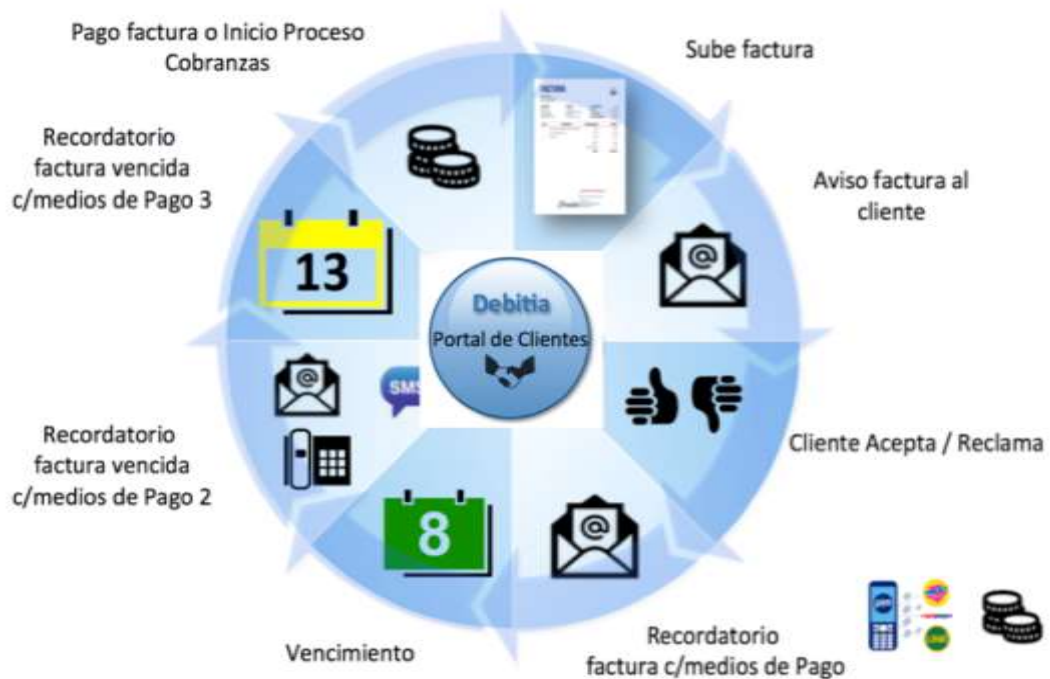 Pago factura o Inicio Proceso
Cobranzas
Sube factura
Recordatorio
factura vencida
c/medios de Pago 3
Aviso factura al
cliente
13
Debitia
Portal de Clientes
SMS
Recordatorio
factura vencida
c/medios de Pago 2
Cliente Acepta / Reclama
8
Vencimiento
Recordatorio
factura c/medios de Pago